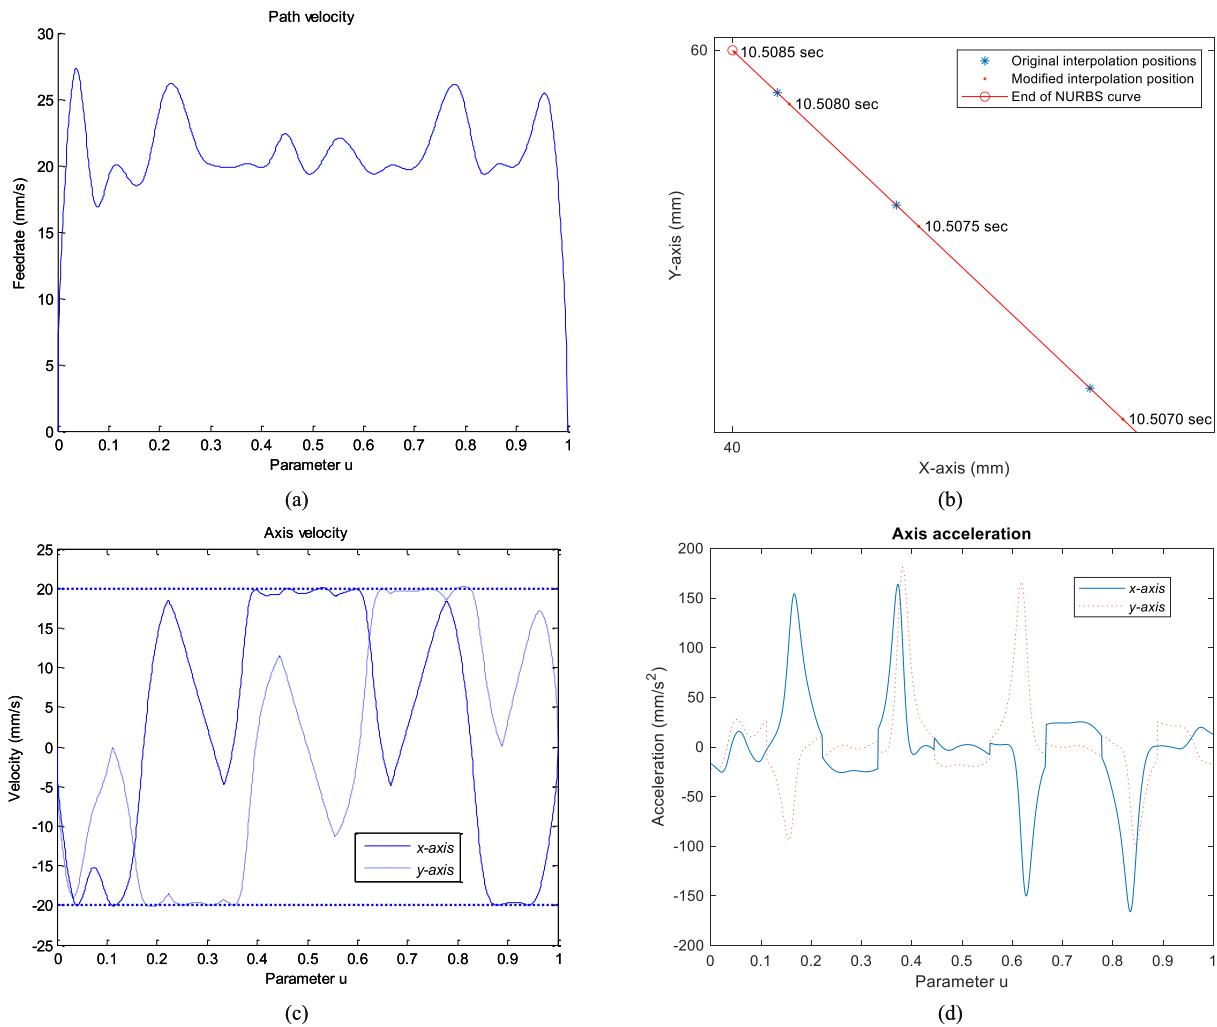 Path velocity
30
25
20
15
10
5
0
0 0.1 0.2 0.3 0.4 0.5 0.6 0.7 0.8 0.9 1
Feedrate (mm/s)
Parameter u
(a)
60
10.5085 sec
10.5080 sec
10.5075 sec
10.5070 sec
Original interpolation positions
Modified interpolation position
End of NURBS curve
Y-axis (mm)
40
X-axis (mm)
(b)
Axis velocity
25
20
15
10
5
0
-5
-10
-15
-20
-25
0 0.1 0.2 0.3 0.4 0.5 0.6 0.7 0.8 0.9 1
Velocity (mm/s)
x-axis
y-axis
Parameter u
(c)
Axis acceleration
200
150
100
50
0
-50
-100
-150
-200
0 0.1 0.2 0.3 0.4 0.5 0.6 0.7 0.8 0.9 1
Acceleration (mm/s²)
x-axis
y-axis
Parameter u
(d)